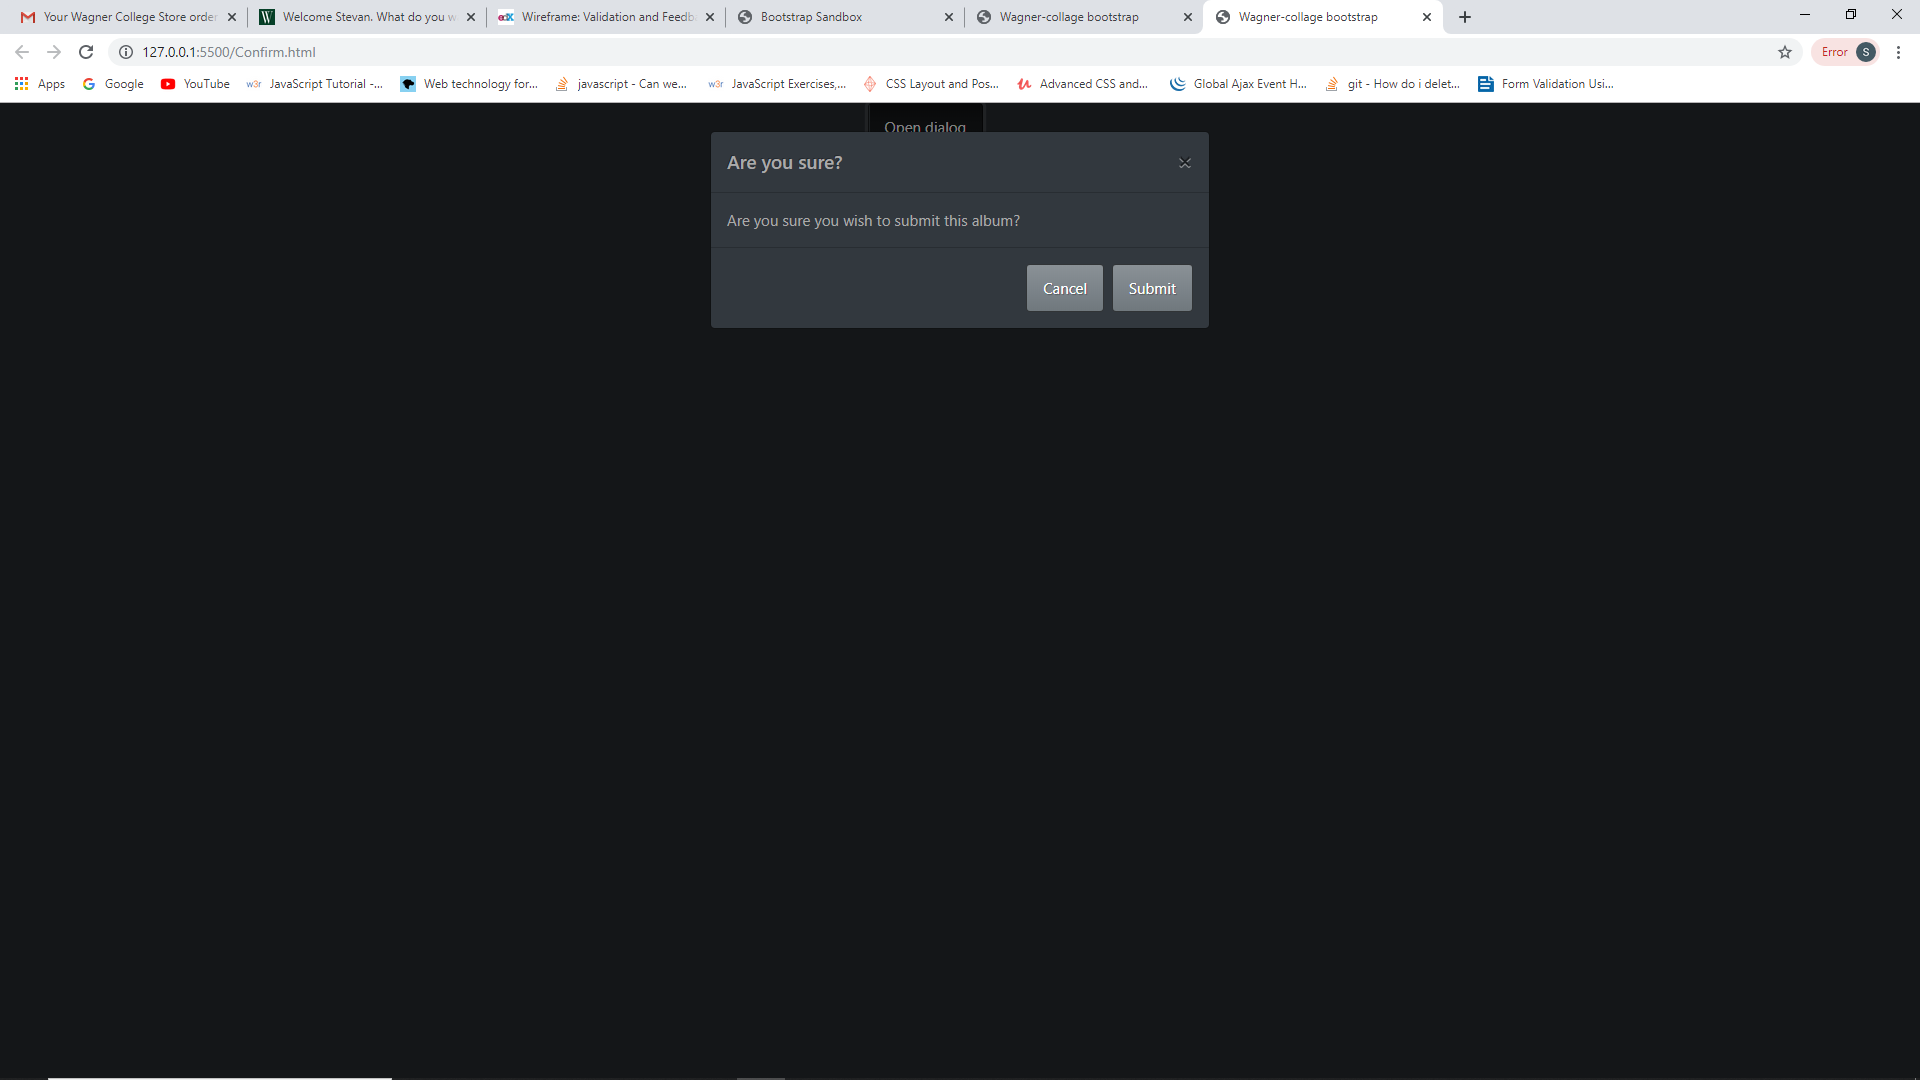 Your Wagner College Store order
Welcome Stevan. What do you w
Wireframe: Validation and Feedb
Bootstrap Sandbox
Wagner-collage bootstrap
Wagner-collage bootstrap
127.0.0.1:5500/Confirm.html
Error S
Apps
Google
YouTube
w3r JavaScript Tutorial -...
Web technology for...
javascript - Can we...
w3r JavaScript Exercises,...
CSS Layout and Pos...
Advanced CSS and...
Global Ajax Event H...
git - How do i delet...
Form Validation Usi...
Open dialog
Are you sure?
Are you sure you wish to submit this album?
Cancel
Submit